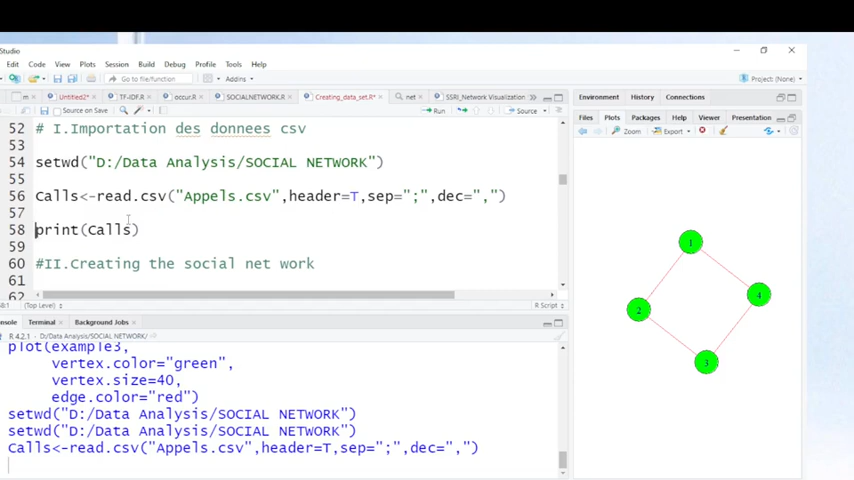 Studio
Edit Code View Plots Session Build Debug Profile Tools Help
Go to file/function Addins Project: (None)
m Untitled2* TF-IDF.R occur.R SOCIALNETWORK.R Creating_data_set.R* net SSRI_Network Visualization
Source on Save Run Source
52 # I.Importation des donnees csv
53
54 setwd("D:/Data Analysis/SOCIAL NETWORK")
55
56 Calls<-read.csv("Appels.csv",header=T,sep=";",dec=",")
57
58 print(Calls)
59
60 #II.Creating the social net work
61
62
58:1 (Top Level) R Script
Console Terminal Background Jobs
R 4.2.1 · D:/Data Analysis/SOCIAL NETWORK/
plot(example3,
vertex.color="green",
vertex.size=40,
edge.color="red")
setwd("D:/Data Analysis/SOCIAL NETWORK")
setwd("D:/Data Analysis/SOCIAL NETWORK")
Calls<-read.csv("Appels.csv",header=T,sep=";",dec=",")
Environment History Connections
Files Plots Packages Help Viewer Presentation
Zoom Export
1
4
2
3